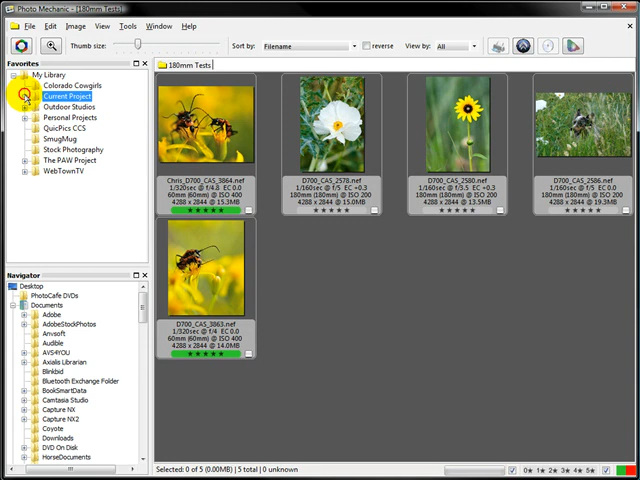 Photo Mechanic - [180mm Tests]
File Edit Image View Tools Window Help
Thumb size: Sort by: Filename reverse View by: All
Favorites
My Library
Colorado Cowgirls
Current Project
Outdoor Studios
Personal Projects
QuicPics CCS
SmugMug
Stock Photography
The PAW Project
WebTownTV
Navigator
Desktop
PhotoCafe DVDs
Documents
Adobe
AdobeStockPhotos
Anvsoft
Audible
AVS4YOU
Axialis Librarian
Blinkbid
Bluetooth Exchange Folder
BookSmartData
Camtasia Studio
Capture NX
Capture NX2
Coyote
Downloads
DVD On Disk
HorseDocuments
180mm Tests
Chris_D700_CAS_3864.nef
1/320sec @ f/4.8 EC 0.0
60mm (60mm) @ ISO 400
4288 x 2844 @ 15.3MB
D700_CAS_2578.nef
1/160sec @ f/5 EC +0.3
180mm (180mm) @ ISO 200
4288 x 2844 @ 15.0MB
D700_CAS_2580.nef
1/160sec @ f/3.5 EC +0.3
180mm (180mm) @ ISO 200
4288 x 2844 @ 13.5MB
D700_CAS_2586.nef
1/160sec @ f/5 EC 0.0
180mm (180mm) @ ISO 200
4288 x 2844 @ 19.3MB
D700_CAS_3863.nef
1/320sec @ f/4 EC 0.0
60mm (60mm) @ ISO 400
4288 x 2844 @ 14.0MB
Selected: 0 of 5 (0.00MB) | 5 total | 0 unknown
0★ 1★ 2★ 3★ 4★ 5★